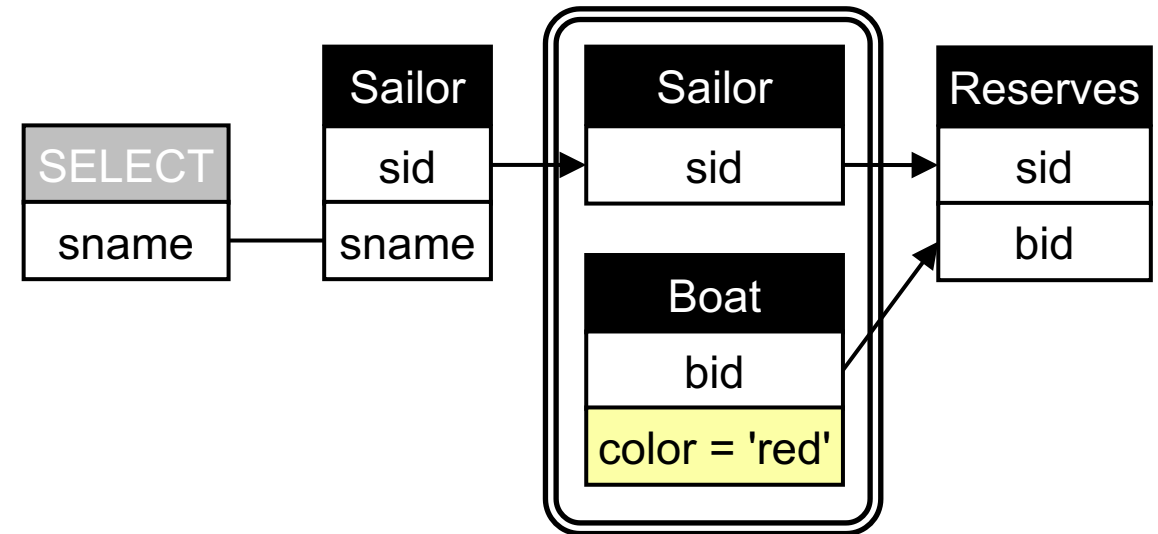 SELECT
sname
Sailor
sid
sname
Sailor
sid
Boat
bid
color = 'red'
Reserves
sid
bid